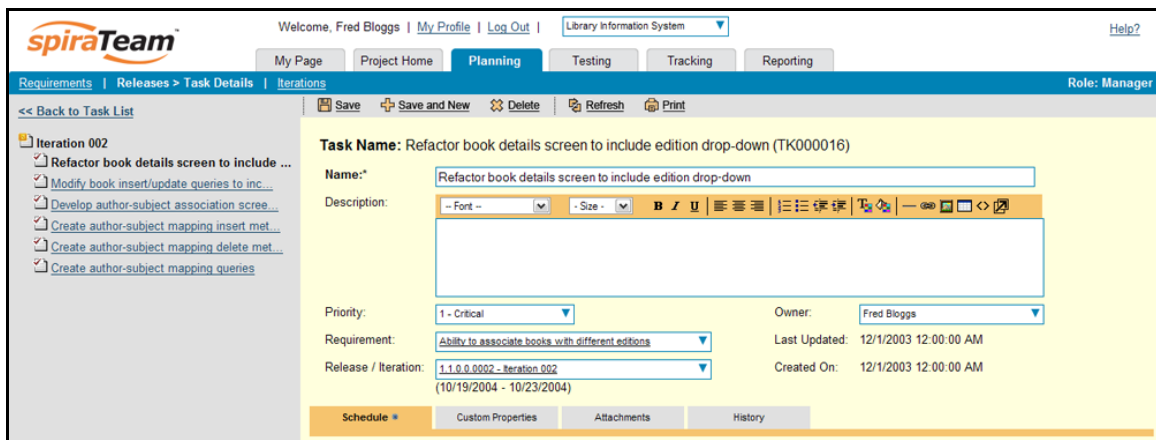 spiraTeam™
Welcome, Fred Bloggs | My Profile | Log Out | Library Information System
Help?
My Page Project Home Planning Testing Tracking Reporting
Requirements | Releases > Task Details | Iterations Role: Manager
<< Back to Task List
Save Save and New Delete Refresh Print
Iteration 002
Refactor book details screen to include ...
Modify book insert/update queries to inc...
Develop author-subject association scree...
Create author-subject mapping insert met...
Create author-subject mapping delete met...
Create author-subject mapping queries
Task Name: Refactor book details screen to include edition drop-down (TK000016)
Name:* Refactor book details screen to include edition drop-down
Description: -- Font -- - Size - B I U
Priority: 1 - Critical Owner: Fred Bloggs
Requirement: Ability to associate books with different editions Last Updated: 12/1/2003 12:00:00 AM
Release / Iteration: 1.1.0.0.0002 - Iteration 002 Created On: 12/1/2003 12:00:00 AM
(10/19/2004 - 10/23/2004)
Schedule Custom Properties Attachments History